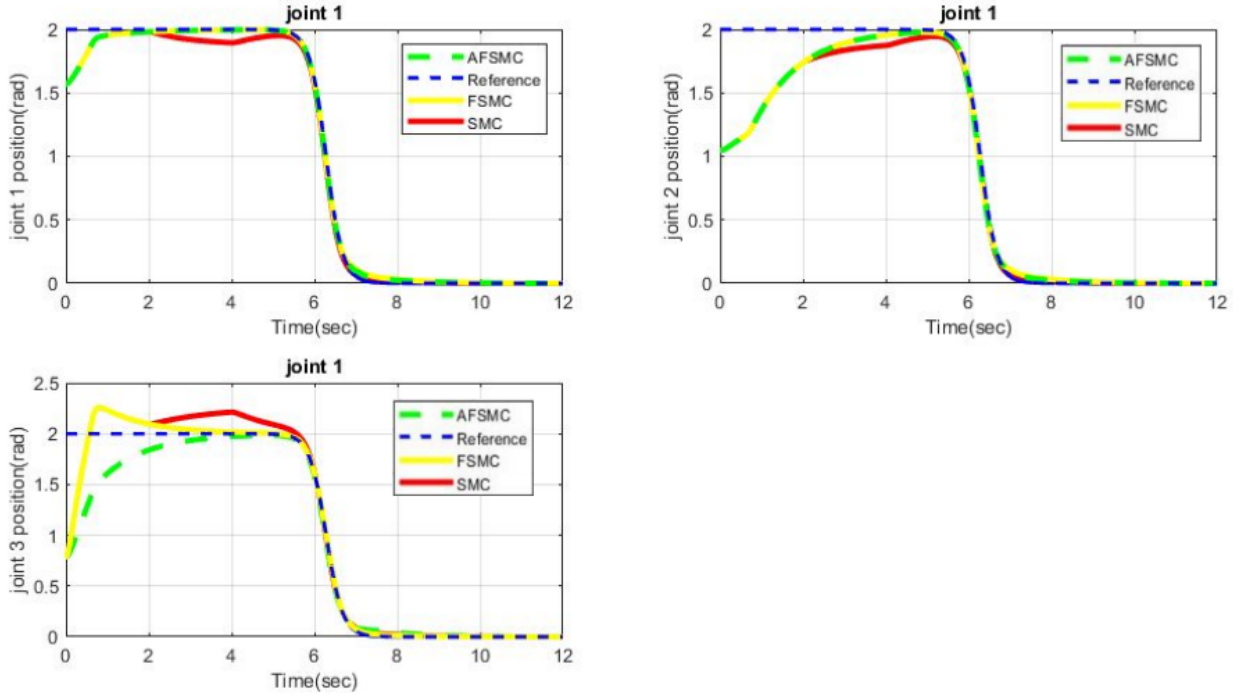 joint 1
joint 1 position(rad)
2
1.5
1
0.5
0
AFSMC
Reference
FSMC
SMC
0 2 4 6 8 10 12
Time(sec)
joint 1
joint 2 position(rad)
2
1.5
1
0.5
0
AFSMC
Reference
FSMC
SMC
0 2 4 6 8 10 12
Time(sec)
joint 1
joint 3 position(rad)
2.5
2
1.5
1
0.5
0
AFSMC
Reference
FSMC
SMC
0 2 4 6 8 10 12
Time(sec)